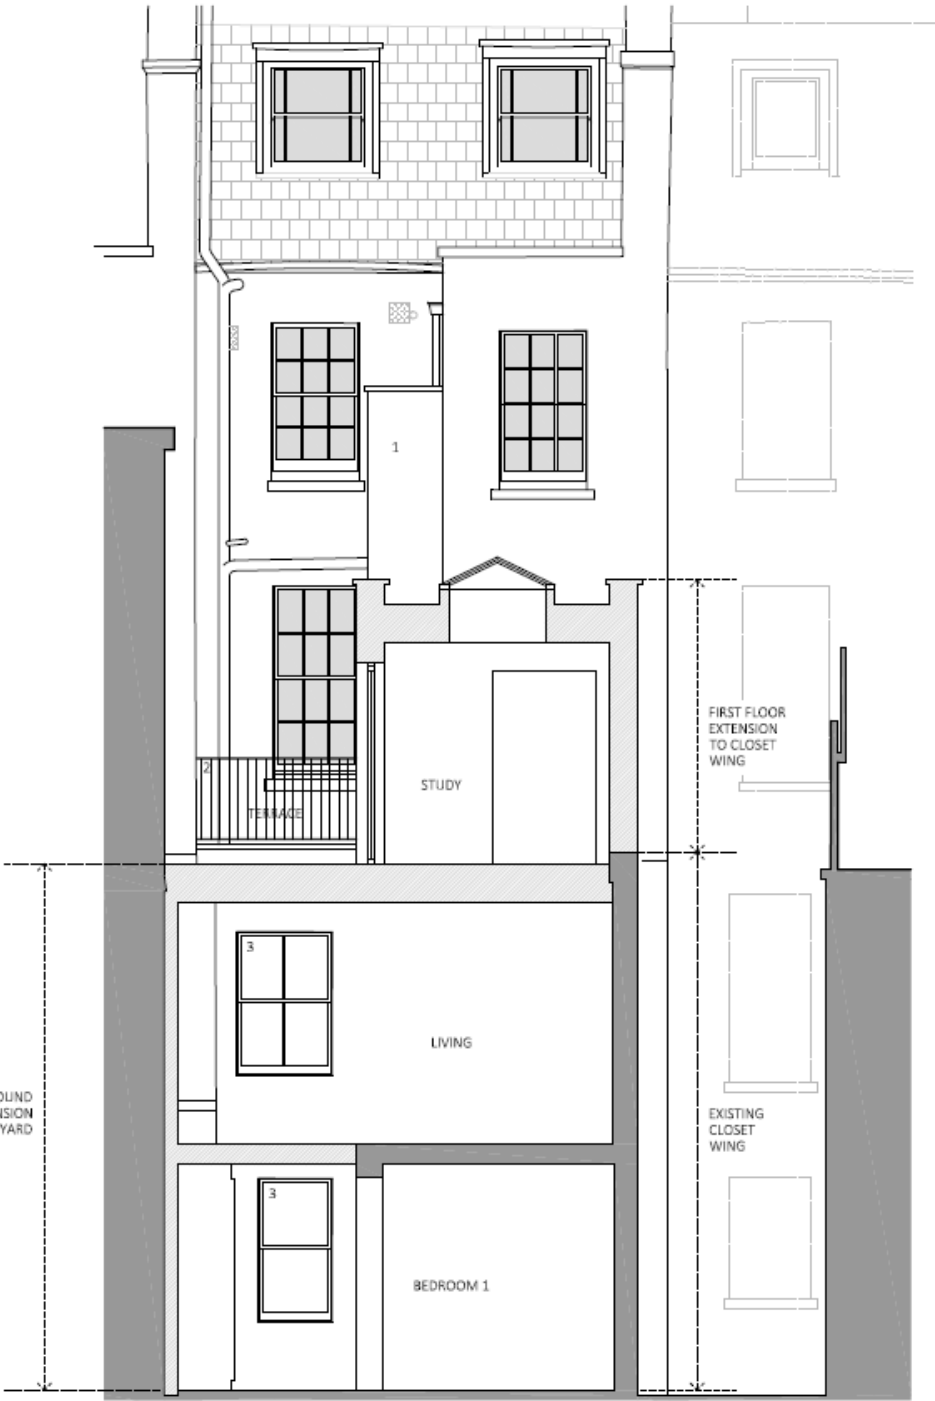 1
FIRST FLOOR
EXTENSION
TO CLOSET
WING
2
STUDY
TERRACE
3
LIVING
OUND
NSION
YARD
EXISTING
CLOSET
WING
3
BEDROOM 1